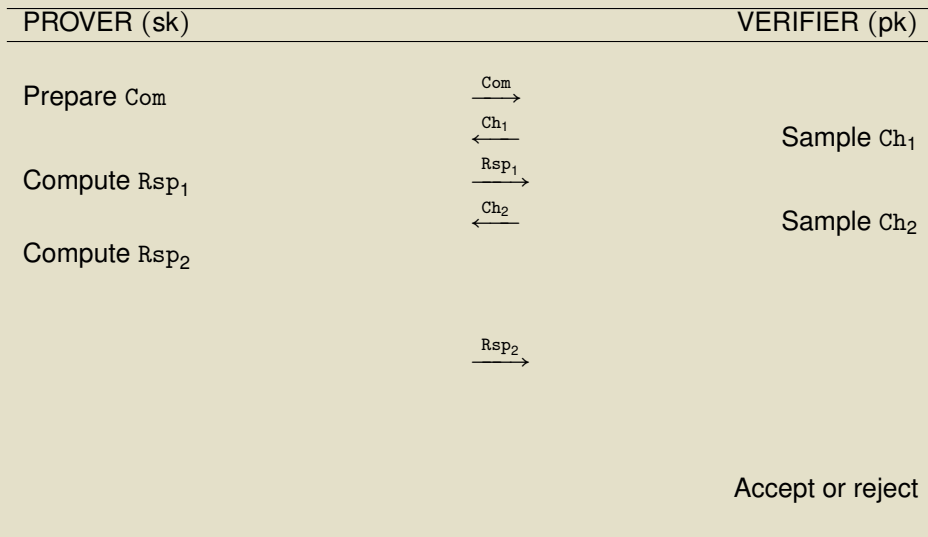 PROVER (sk) VERIFIER (pk)
Com
Prepare Com
Ch₁
Sample Ch₁
Rsp₁
Compute Rsp₁
Ch₂
Sample Ch₂
Compute Rsp₂
Rsp₂
Accept or reject